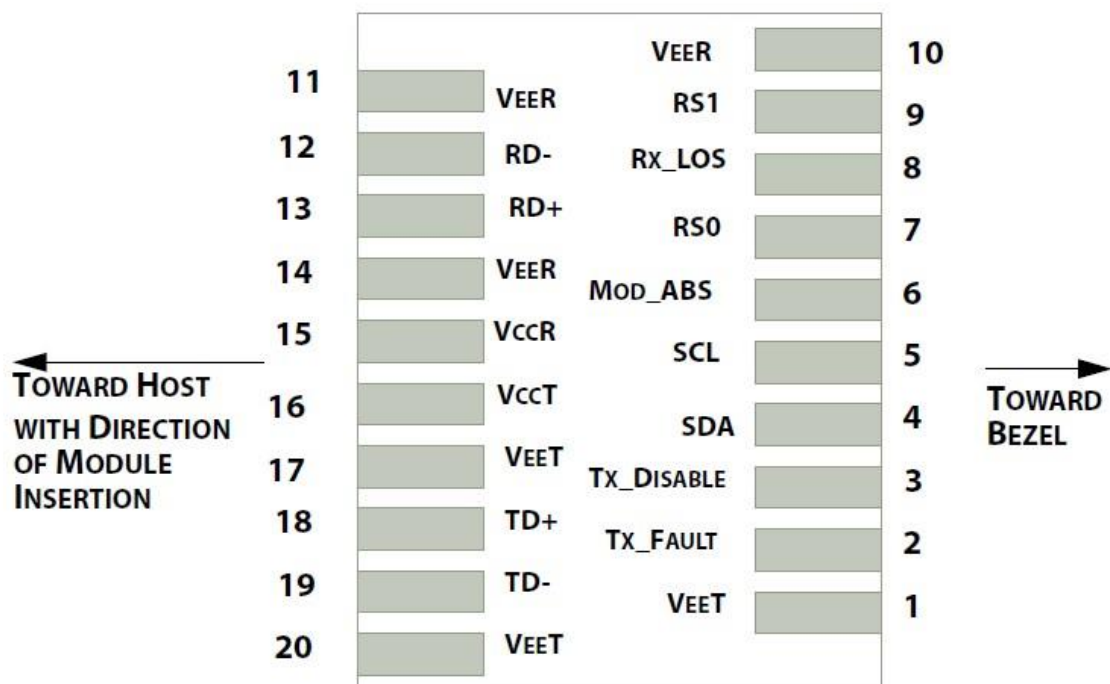 11 VEER
12 RD-
13 RD+
14 VEER
15 VCCR
16 VCCT
17 VEET
18 TD+
19 TD-
20 VEET
VEER 10
RS1 9
RX_LOS 8
RS0 7
MOD_ABS 6
SCL 5
SDA 4
TX_DISABLE 3
TX_FAULT 2
VEET 1
TOWARD HOST
WITH DIRECTION
OF MODULE
INSERTION
TOWARD
BEZEL